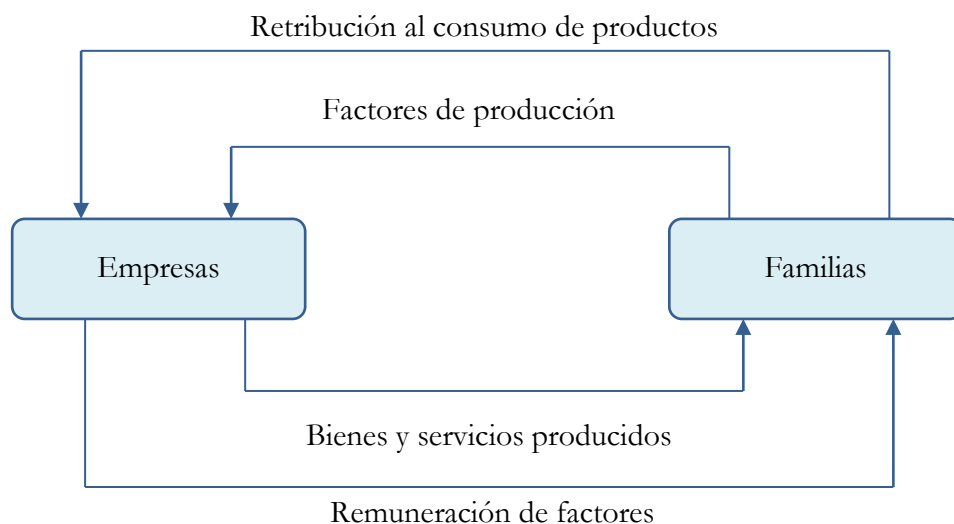 Retribución al consumo de productos
Factores de producción
Empresas
Familias
Bienes y servicios producidos
Remuneración de factores